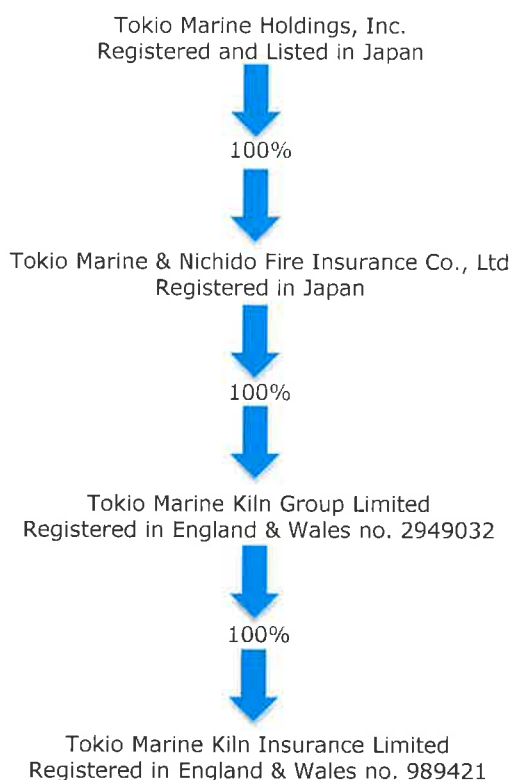 Tokio Marine Holdings, Inc.
Registered and Listed in Japan
100%
Tokio Marine & Nichido Fire Insurance Co., Ltd
Registered in Japan
100%
Tokio Marine Kiln Group Limited
Registered in England & Wales no. 2949032
100%
Tokio Marine Kiln Insurance Limited
Registered in England & Wales no. 989421